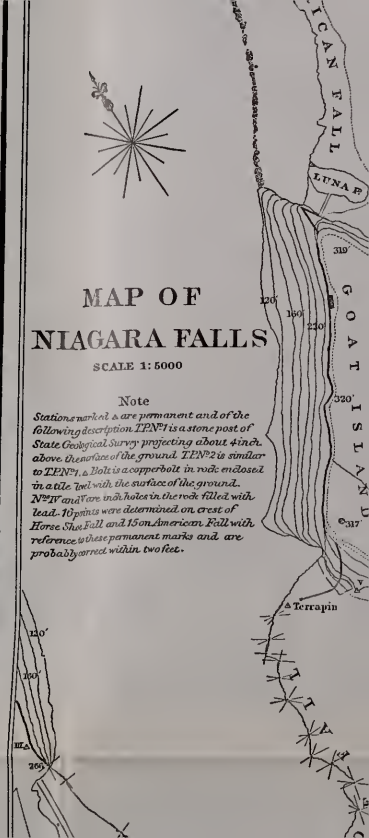 ICAN FALL
LUNA
319'
MAP OF
NIAGARA FALLS
SCALE 1:5000
120'
160'
220'
GOAT ISLAND
320'
Note
Stations marked △ are permanent and of the
following description T.P.Nº1 is a stone post of
State Geological Survey projecting about 4 inch.
above the surface of the ground T.P.Nº2 is similar
to T.P.Nº1. △ Bolt is a copper bolt in rock enclosed
in a tile level with the surface of the ground.
Nº IV and V are inch holes in the rock filled with
lead. 16 points were determined on crest of
Horse Shoe Fall and 15 on American Fall with
reference to these permanent marks and are
probably correct within two feet.
317'
V
△ Terrapin
120'
160'
III△
266'